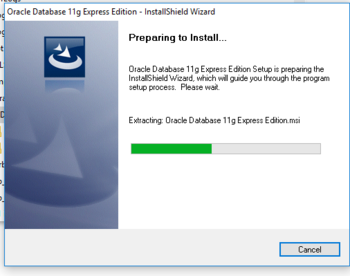 Oracle Database 11g Express Edition - InstallShield Wizard
Preparing to Install...
Oracle Database 11g Express Edition Setup is preparing the
InstallShield Wizard, which will guide you through the program
setup process. Please wait.
Extracting: Oracle Database 11g Express Edition.msi
Cancel